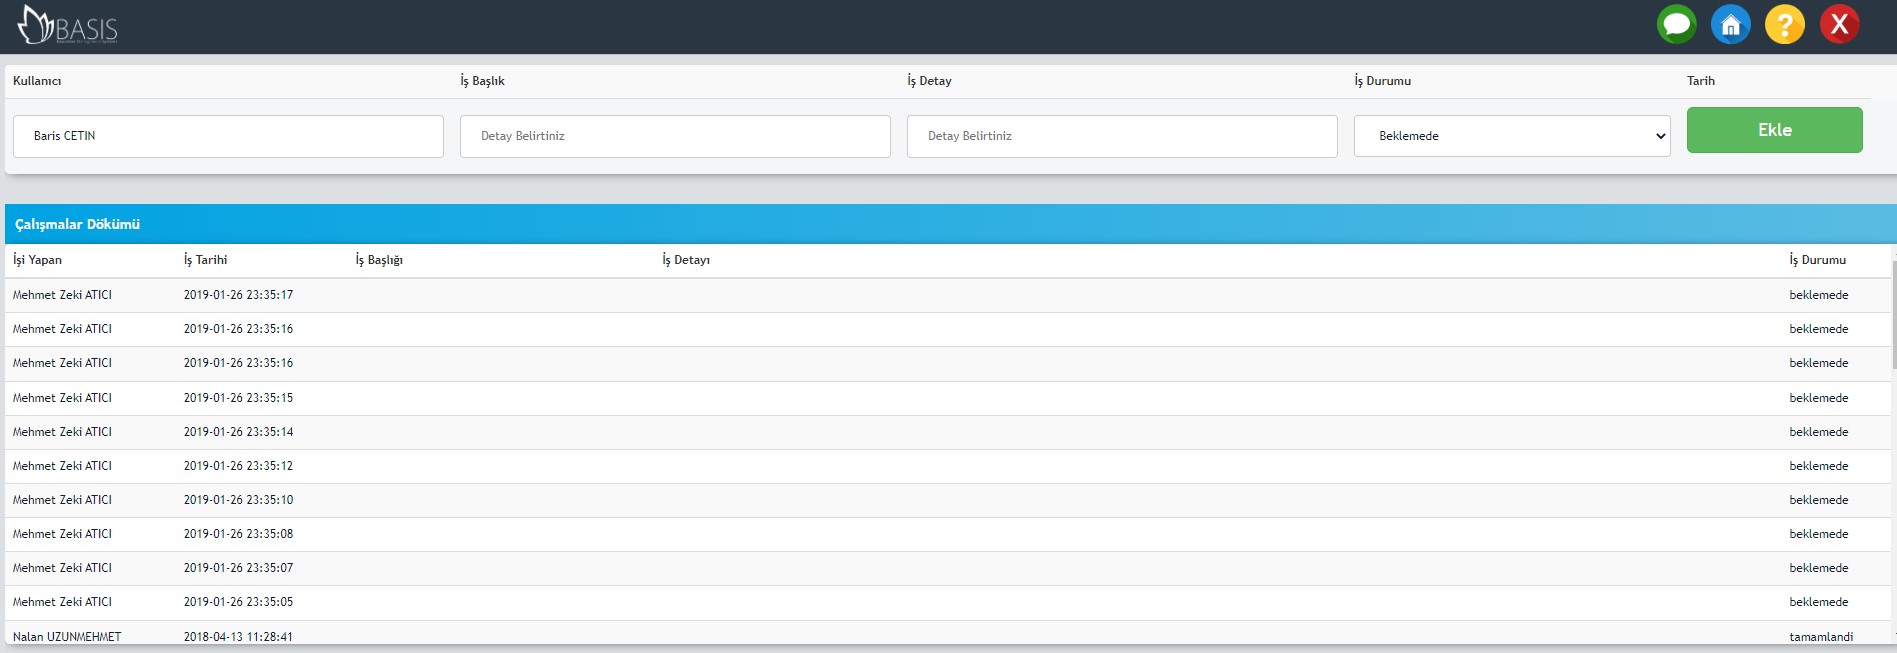 BASIS
Kullanıcı İş Başlık İş Detay İş Durumu Tarih
Baris CETIN Detay Belirtiniz Detay Belirtiniz Beklemede Ekle
Çalışmalar Dökümü
İşi Yapan İş Tarihi İş Başlığı İş Detayı İş Durumu
Mehmet Zeki ATICI 2019-01-26 23:35:17 beklemede
Mehmet Zeki ATICI 2019-01-26 23:35:16 beklemede
Mehmet Zeki ATICI 2019-01-26 23:35:16 beklemede
Mehmet Zeki ATICI 2019-01-26 23:35:15 beklemede
Mehmet Zeki ATICI 2019-01-26 23:35:14 beklemede
Mehmet Zeki ATICI 2019-01-26 23:35:12 beklemede
Mehmet Zeki ATICI 2019-01-26 23:35:10 beklemede
Mehmet Zeki ATICI 2019-01-26 23:35:08 beklemede
Mehmet Zeki ATICI 2019-01-26 23:35:07 beklemede
Mehmet Zeki ATICI 2019-01-26 23:35:05 beklemede
Nalan UZUNMEHMET 2018-04-13 11:28:41 tamamlandi